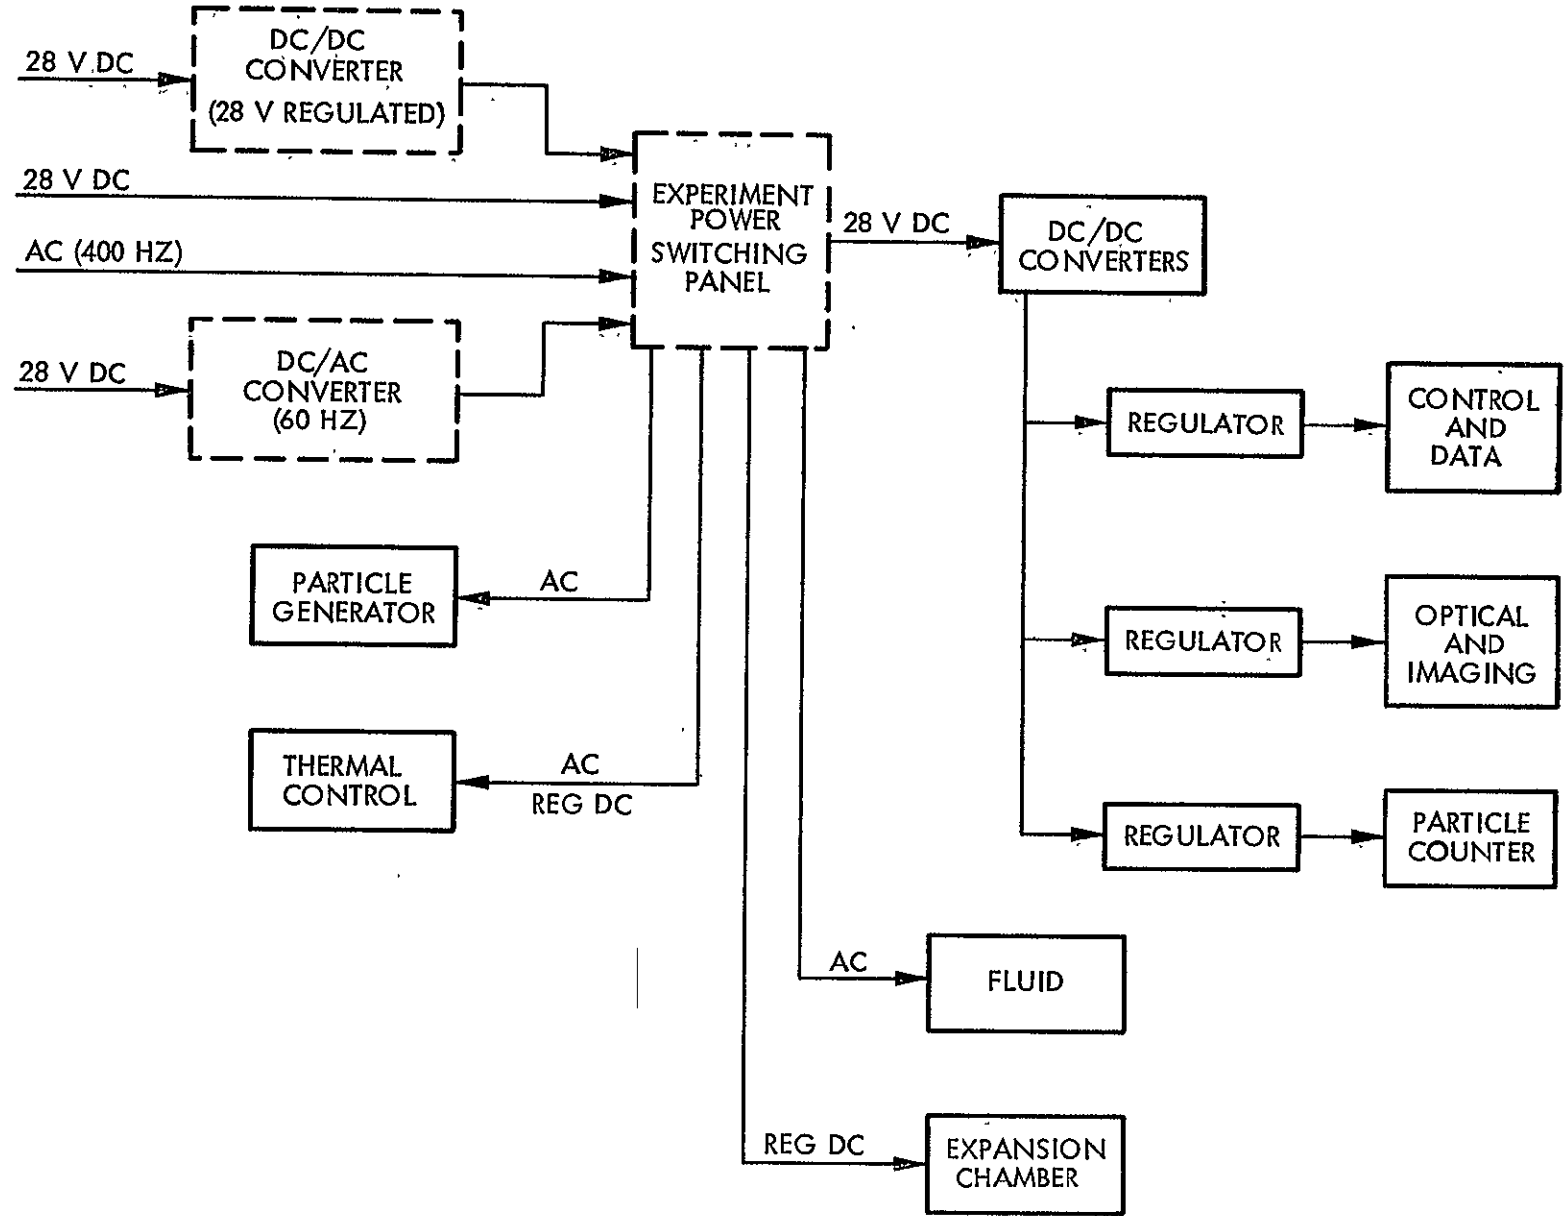 28 V DC
DC/DC
CONVERTER
(28 V REGULATED)
28 V DC
AC (400 HZ)
28 V DC
DC/AC
CONVERTER
(60 HZ)
EXPERIMENT
POWER
SWITCHING
PANEL
28 V DC
DC/DC
CONVERTERS
REGULATOR
CONTROL
AND
DATA
PARTICLE
GENERATOR
AC
REGULATOR
OPTICAL
AND
IMAGING
THERMAL
CONTROL
AC
REG DC
REGULATOR
PARTICLE
COUNTER
AC
FLUID
REG DC
EXPANSION
CHAMBER